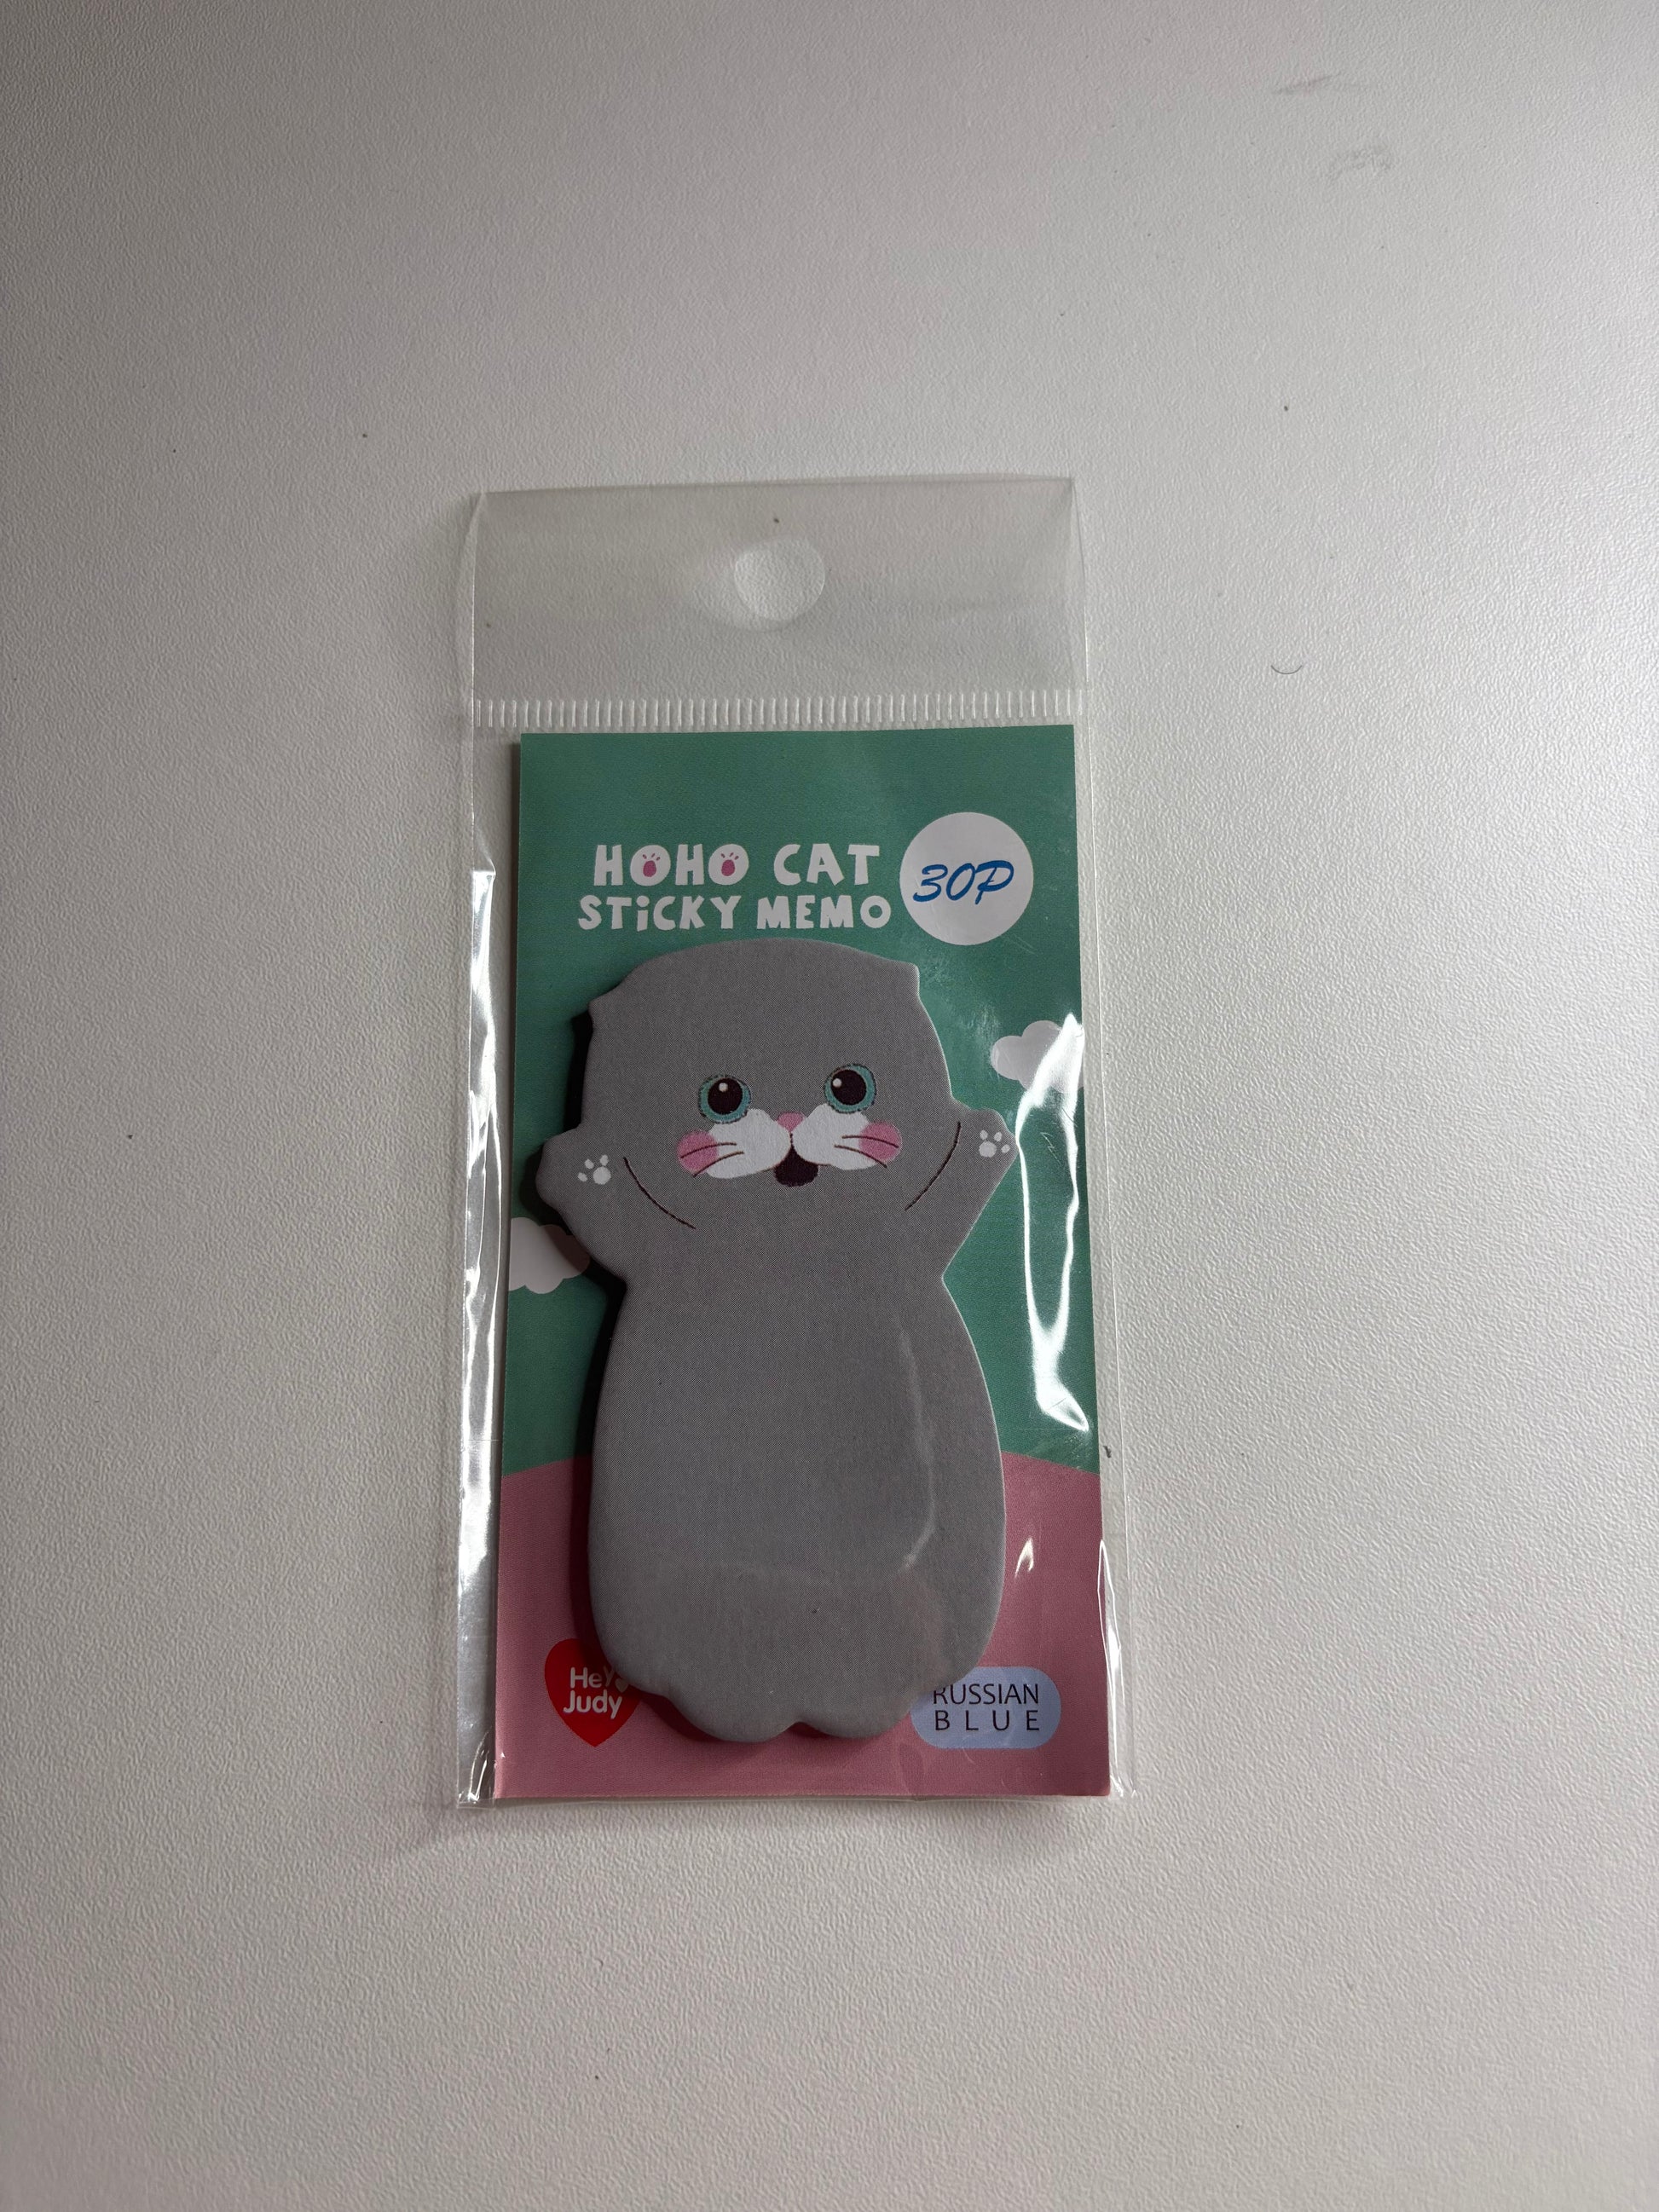 HOHO CAT
STiCKY MEMO
30P
Hey
Judy
RUSSIAN
BLUE